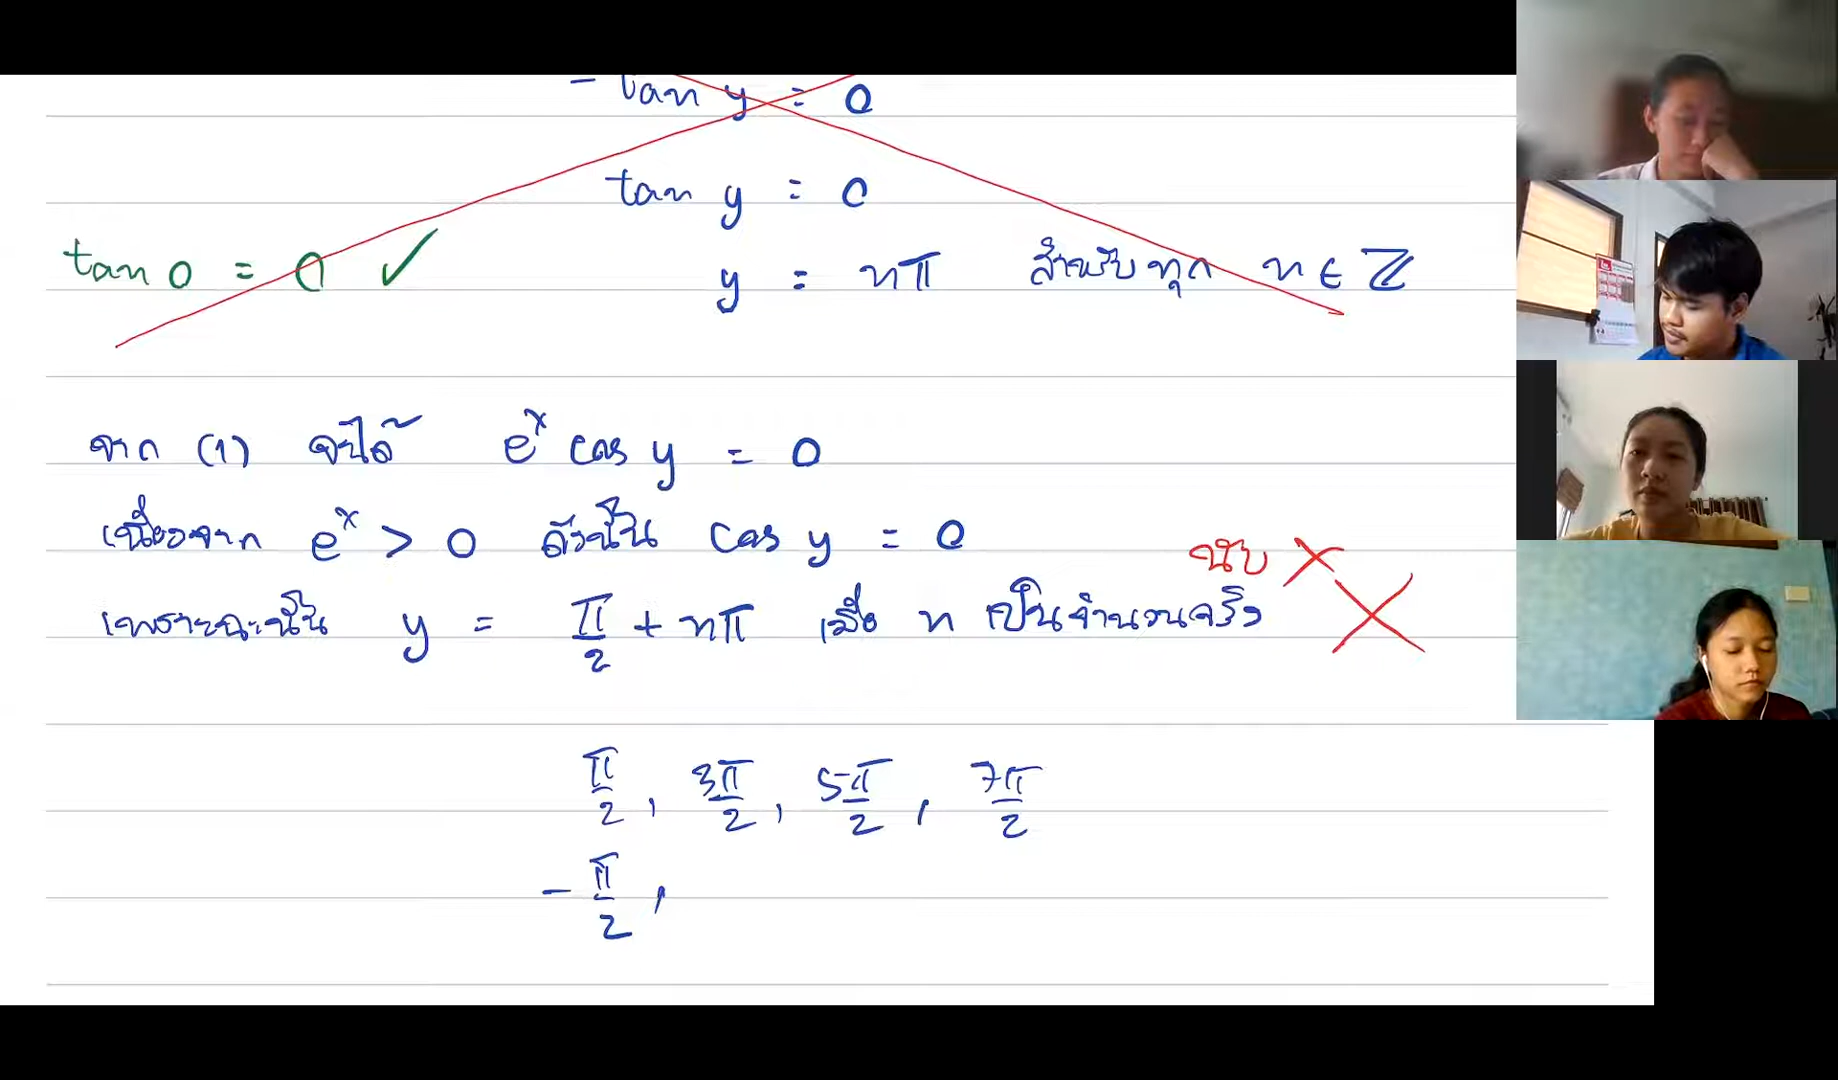 - tan y = 0
tan y = 0
tan 0 = 0 ✓ y = nπ สำหรับทุก n ∈ ℤ
จาก (1) จะได้ e^x cos y = 0
เนื่องจาก e^x > 0 ดังนั้น cos y = 0
นับ ×
เพราะฉะนั้น y = π/2 + nπ เมื่อ n เป็นจำนวนจริง ×
π/2, 3π/2, 5π/2, 7π/2
-π/2,